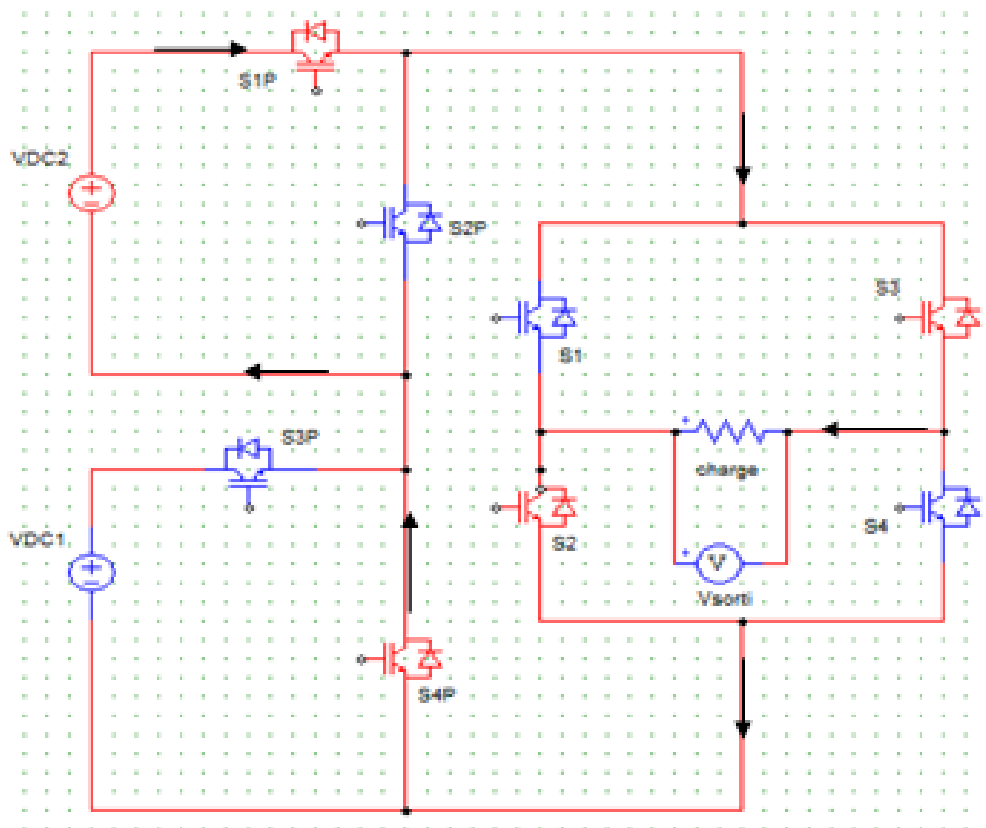 S1P
VDC2
S2P
S3
S1
S3P
charge
VDC1
S2
S4
V
Vsorti
S4P